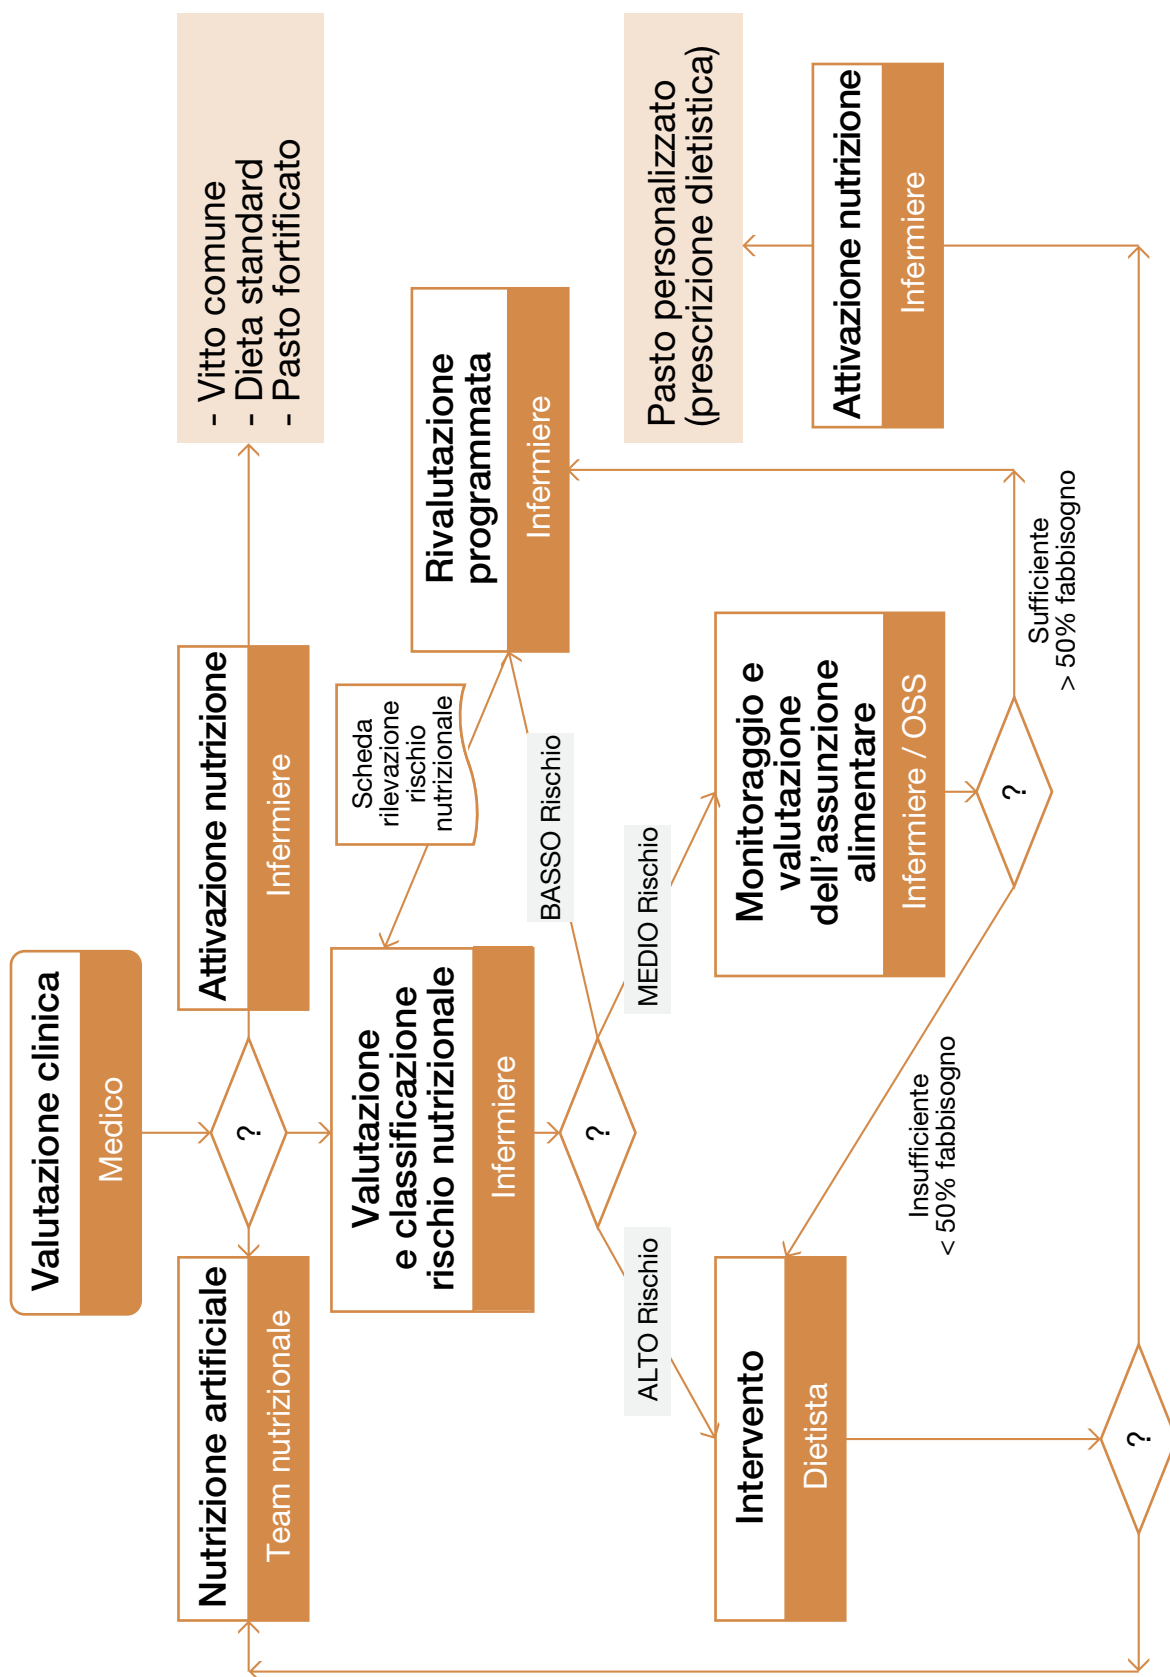 Valutazione clinica
Medico
?
Nutrizione artificiale
Team nutrizionale
Attivazione nutrizione
Infermiere
- Vitto comune
- Dieta standard
- Pasto fortificato
Valutazione
e classificazione
rischio nutrizionale
Infermiere
Scheda
rilevazione
rischio
nutrizionale
Rivalutazione
programmata
Infermiere
?
ALTO Rischio
MEDIO Rischio
BASSO Rischio
Intervento
Dietista
Monitoraggio e
valutazione
dell'assunzione
alimentare
Infermiere / OSS
Pasto personalizzato
(prescrizione dietistica)
Attivazione nutrizione
Infermiere
?
Insufficiente
< 50% fabbisogno
Sufficiente
> 50% fabbisogno
?